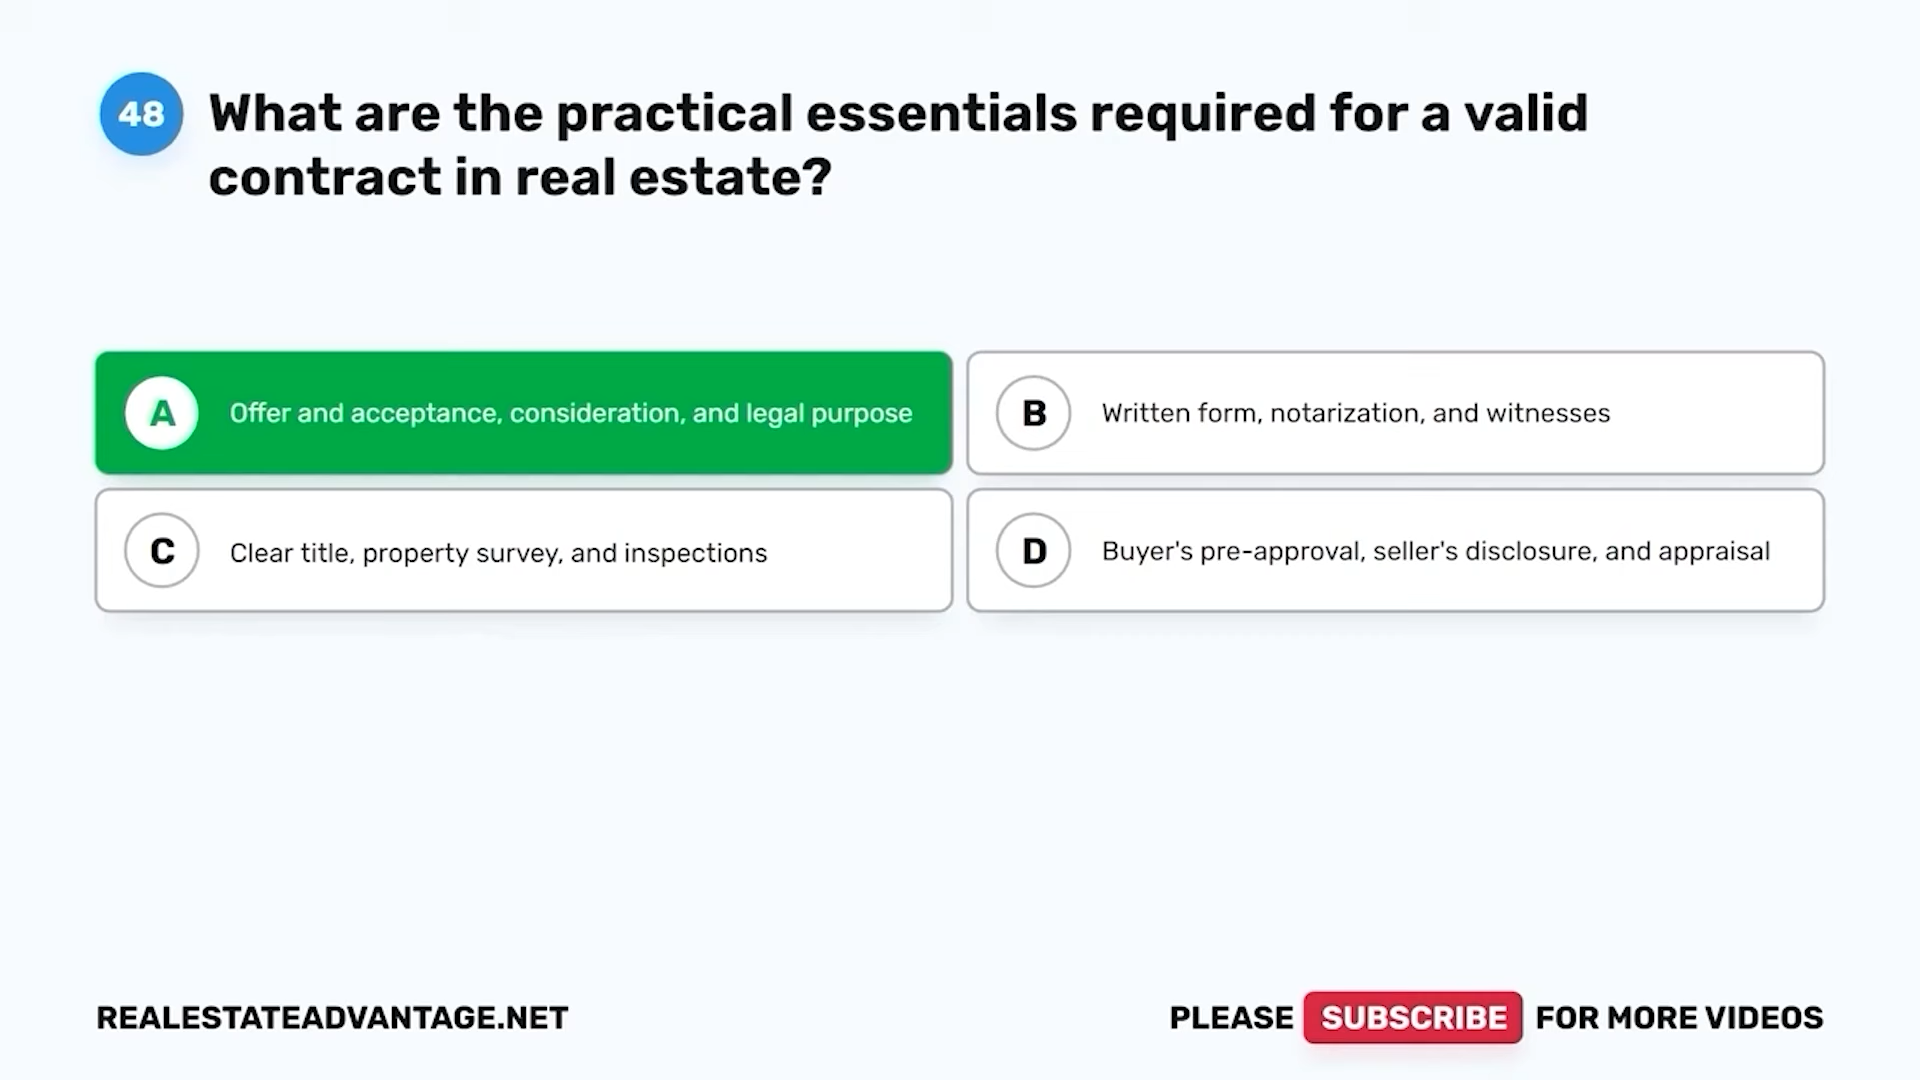 48
What are the practical essentials required for a valid
contract in real estate?
A
Offer and acceptance, consideration, and legal purpose
B
Written form, notarization, and witnesses
C
Clear title, property survey, and inspections
D
Buyer's pre-approval, seller's disclosure, and appraisal
REALESTATEADVANTAGE.NET
PLEASE SUBSCRIBE FOR MORE VIDEOS